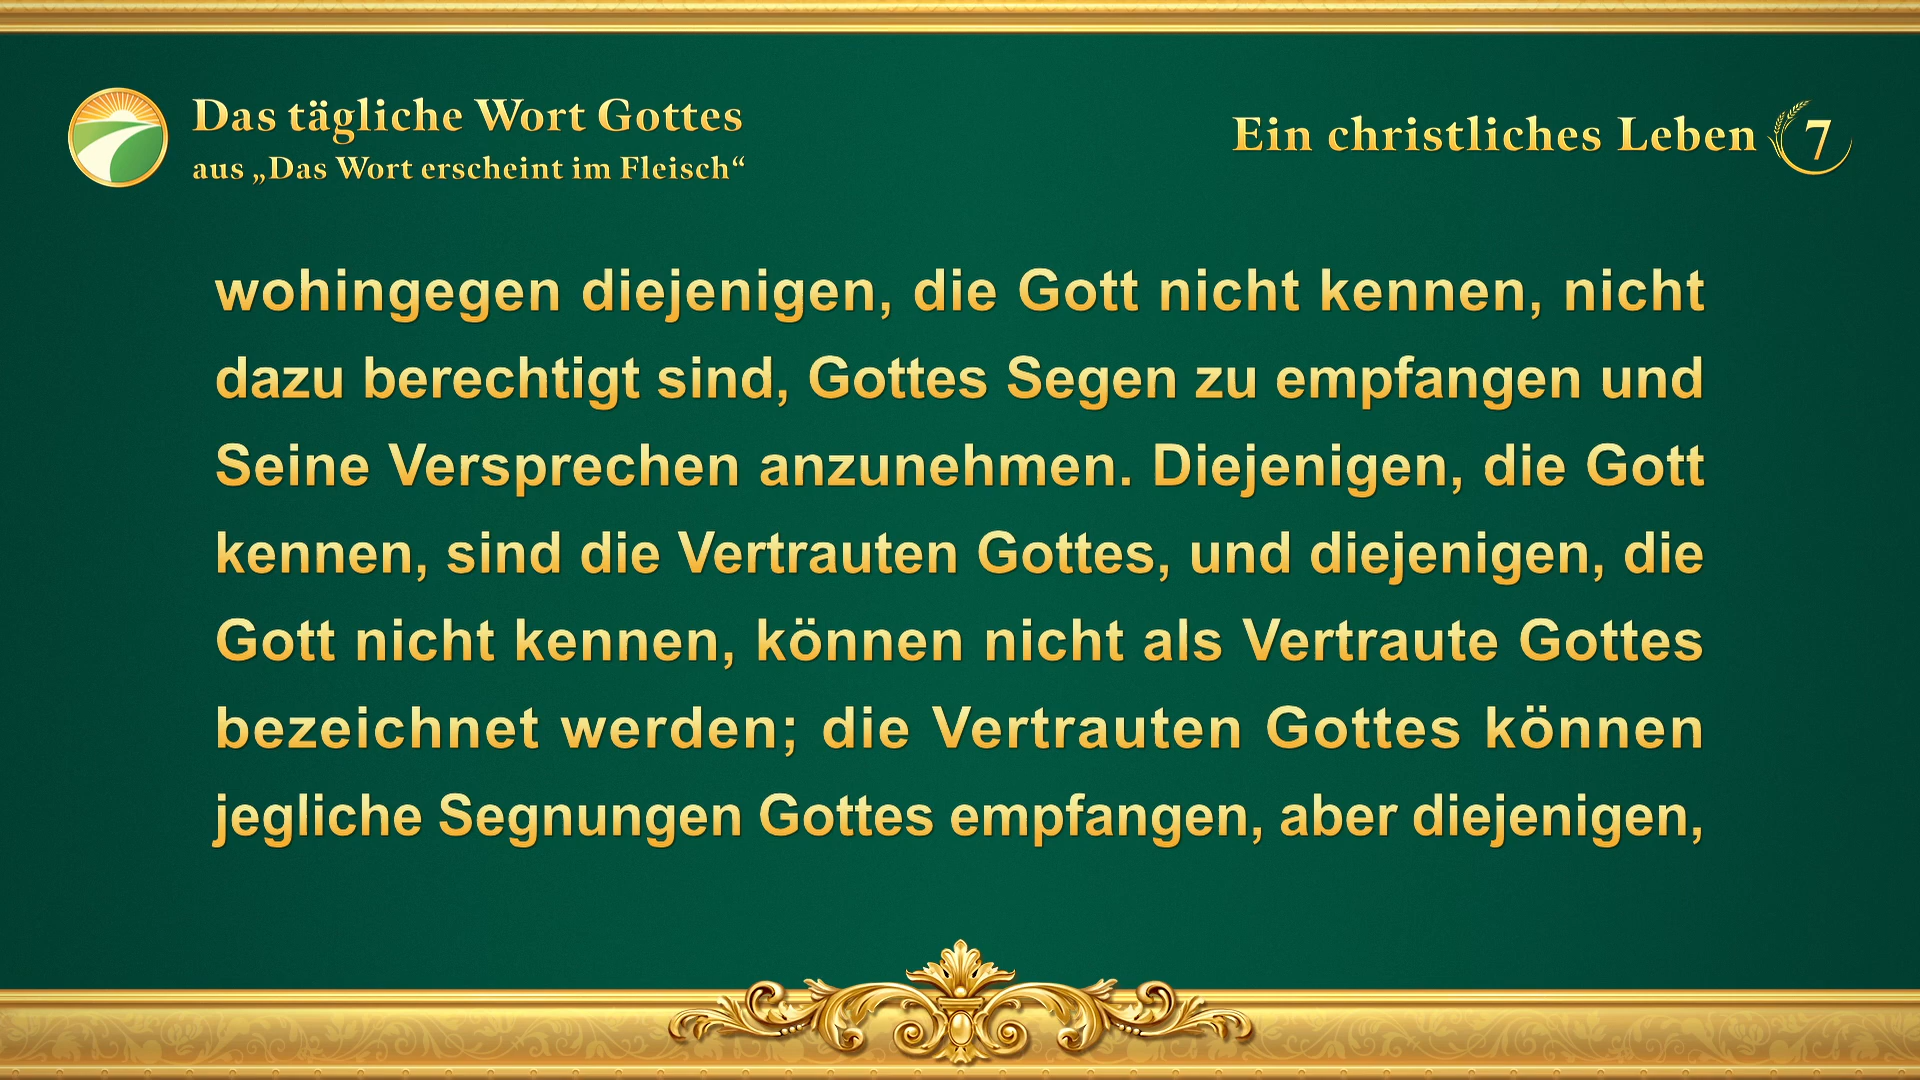 Das tägliche Wort Gottes
aus „Das Wort erscheint im Fleisch“
Ein christliches Leben 7
wohingegen diejenigen, die Gott nicht kennen, nicht
dazu berechtigt sind, Gottes Segen zu empfangen und
Seine Versprechen anzunehmen. Diejenigen, die Gott
kennen, sind die Vertrauten Gottes, und diejenigen, die
Gott nicht kennen, können nicht als Vertraute Gottes
bezeichnet werden; die Vertrauten Gottes können
jegliche Segnungen Gottes empfangen, aber diejenigen,